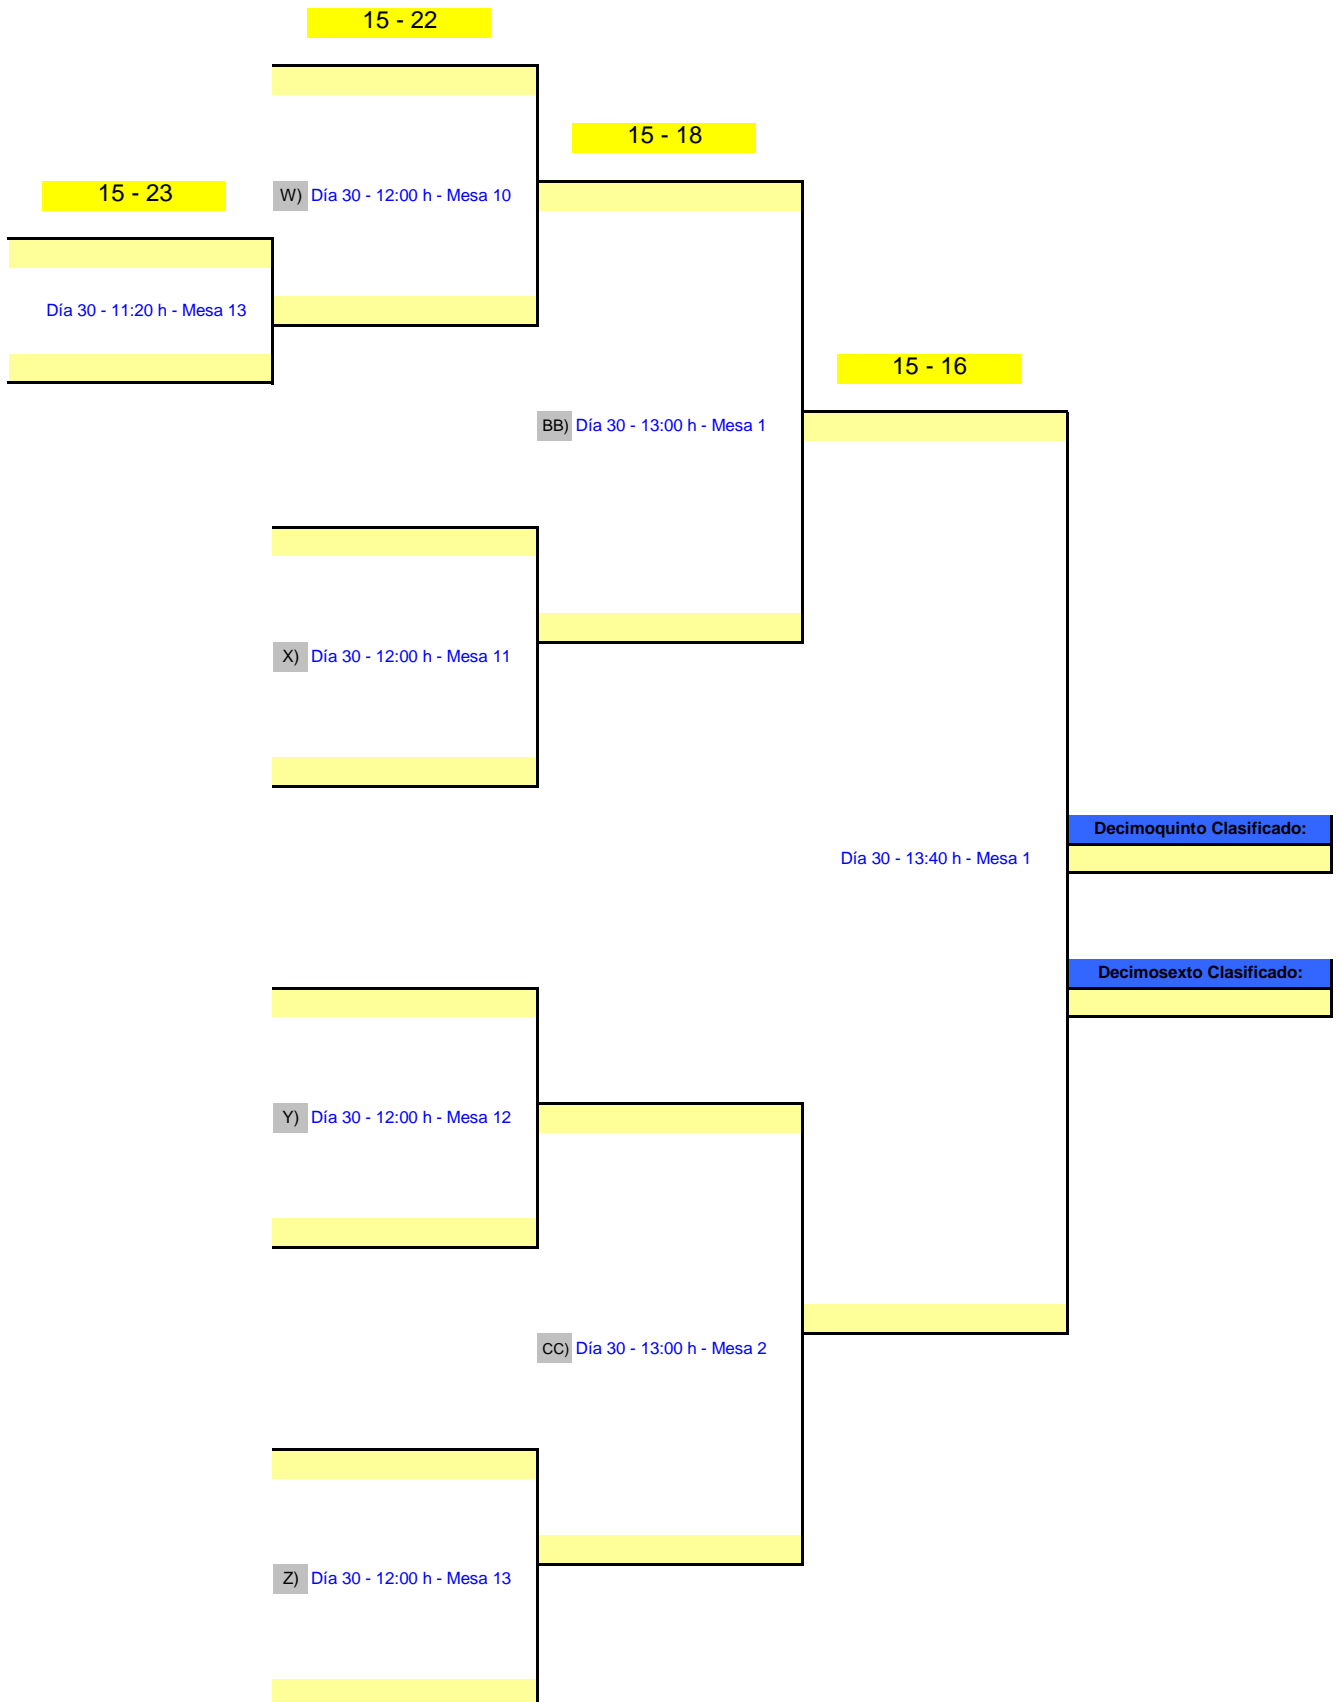 15 - 22
15 - 18
15 - 23
W) Día 30 - 12:00 h - Mesa 10
Día 30 - 11:20 h - Mesa 13
15 - 16
BB) Día 30 - 13:00 h - Mesa 1
X) Día 30 - 12:00 h - Mesa 11
Decimoquinto Clasificado:
Día 30 - 13:40 h - Mesa 1
Decimosexto Clasificado:
Y) Día 30 - 12:00 h - Mesa 12
CC) Día 30 - 13:00 h - Mesa 2
Z) Día 30 - 12:00 h - Mesa 13